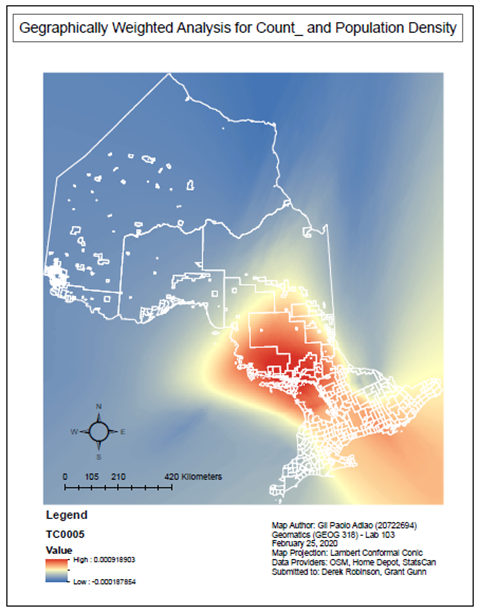 Gegraphically Weighted Analysis for Count_ and Population Density
N
W E
S
0 105 210 420 Kilometers
Legend
TC0005
Value
High : 0.000918903
Low : -0.000187854
Map Author: Gil Paolo Adiao (20722694)
Geomatics (GEOG 318) - Lab 103
February 25, 2020
Map Projection: Lambert Conformal Conic
Data Providers: OSM, Home Depot, StatsCan
Submitted to: Derek Robinson, Grant Gunn